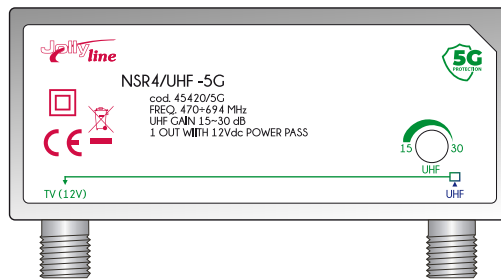 Jolly line
5G
PROTECTION
NSR4/UHF -5G
cod. 45420/5G
FREQ. 470÷694 MHz
UHF GAIN 15~30 dB
1 OUT WIITH 12Vdc POWER PASS
CE
15 30
UHF
TV (12V) UHF